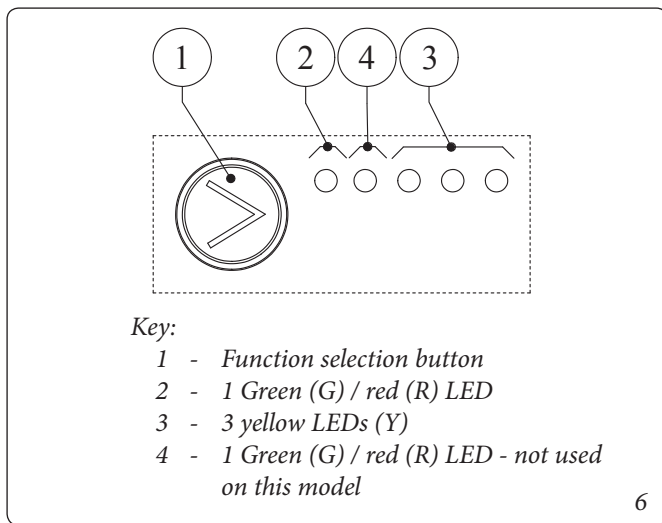 1 2 4 3
Key:
1 - Function selection button
2 - 1 Green (G) / red (R) LED
3 - 3 yellow LEDs (Y)
4 - 1 Green (G) / red (R) LED - not used
on this model
6